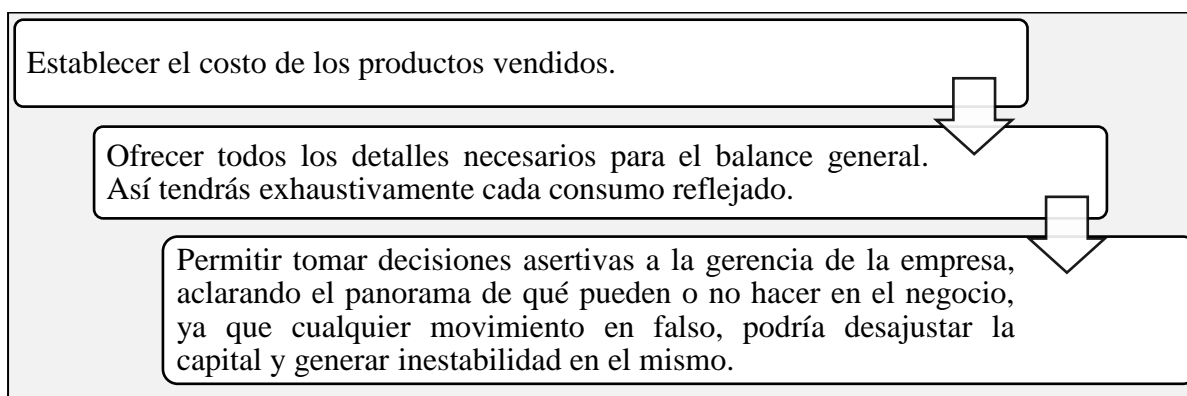 Establecer el costo de los productos vendidos.
Ofrecer todos los detalles necesarios para el balance general.
Así tendrás exhaustivamente cada consumo reflejado.
Permitir tomar decisiones asertivas a la gerencia de la empresa,
aclarando el panorama de qué pueden o no hacer en el negocio,
ya que cualquier movimiento en falso, podría desajustar la
capital y generar inestabilidad en el mismo.